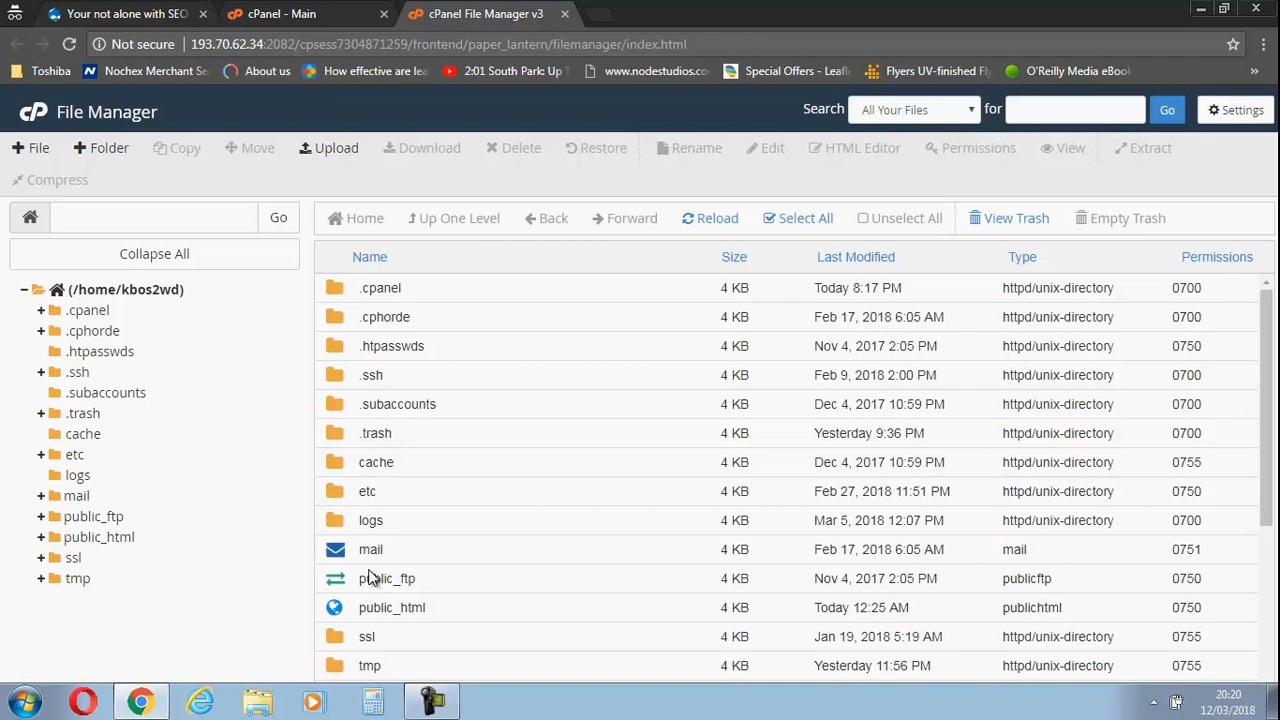 Your not alone with SEO
cPanel - Main
cPanel File Manager v3
Not secure 193.70.62.34:2082/cpsess7304871259/frontend/paper_lantern/filemanager/index.html
Toshiba Nochex Merchant Se About us How effective are lea 2:01 South Park: Up T www.nodestudios.co Special Offers - Leafl Flyers UV-finished Fly O'Reilly Media eBook »
cP File Manager Search All Your Files for Go Settings
+ File + Folder Copy Move Upload Download Delete Restore Rename Edit HTML Editor Permissions View Extract
Compress
Go Home Up One Level Back Forward Reload Select All Unselect All View Trash Empty Trash
Collapse All
(/home/kbos2wd)
+ .cpanel
+ .cphorde
.htpasswds
+ .ssh
.subaccounts
+ .trash
cache
+ etc
logs
+ mail
+ public_ftp
+ public_html
+ ssl
+ tmp
Name Size Last Modified Type Permissions
.cpanel 4 KB Today 8:17 PM httpd/unix-directory 0700
.cphorde 4 KB Feb 17, 2018 6:05 AM httpd/unix-directory 0700
.htpasswds 4 KB Nov 4, 2017 2:05 PM httpd/unix-directory 0750
.ssh 4 KB Feb 9, 2018 2:00 PM httpd/unix-directory 0700
.subaccounts 4 KB Dec 4, 2017 10:59 PM httpd/unix-directory 0700
.trash 4 KB Yesterday 9:36 PM httpd/unix-directory 0700
cache 4 KB Dec 4, 2017 10:59 PM httpd/unix-directory 0755
etc 4 KB Feb 27, 2018 11:51 PM httpd/unix-directory 0750
logs 4 KB Mar 5, 2018 12:07 PM httpd/unix-directory 0700
mail 4 KB Feb 17, 2018 6:05 AM mail 0751
public_ftp 4 KB Nov 4, 2017 2:05 PM publicftp 0750
public_html 4 KB Today 12:25 AM publichtml 0750
ssl 4 KB Jan 19, 2018 5:19 AM httpd/unix-directory 0755
tmp 4 KB Yesterday 11:56 PM httpd/unix-directory 0755
20:20
12/03/2018